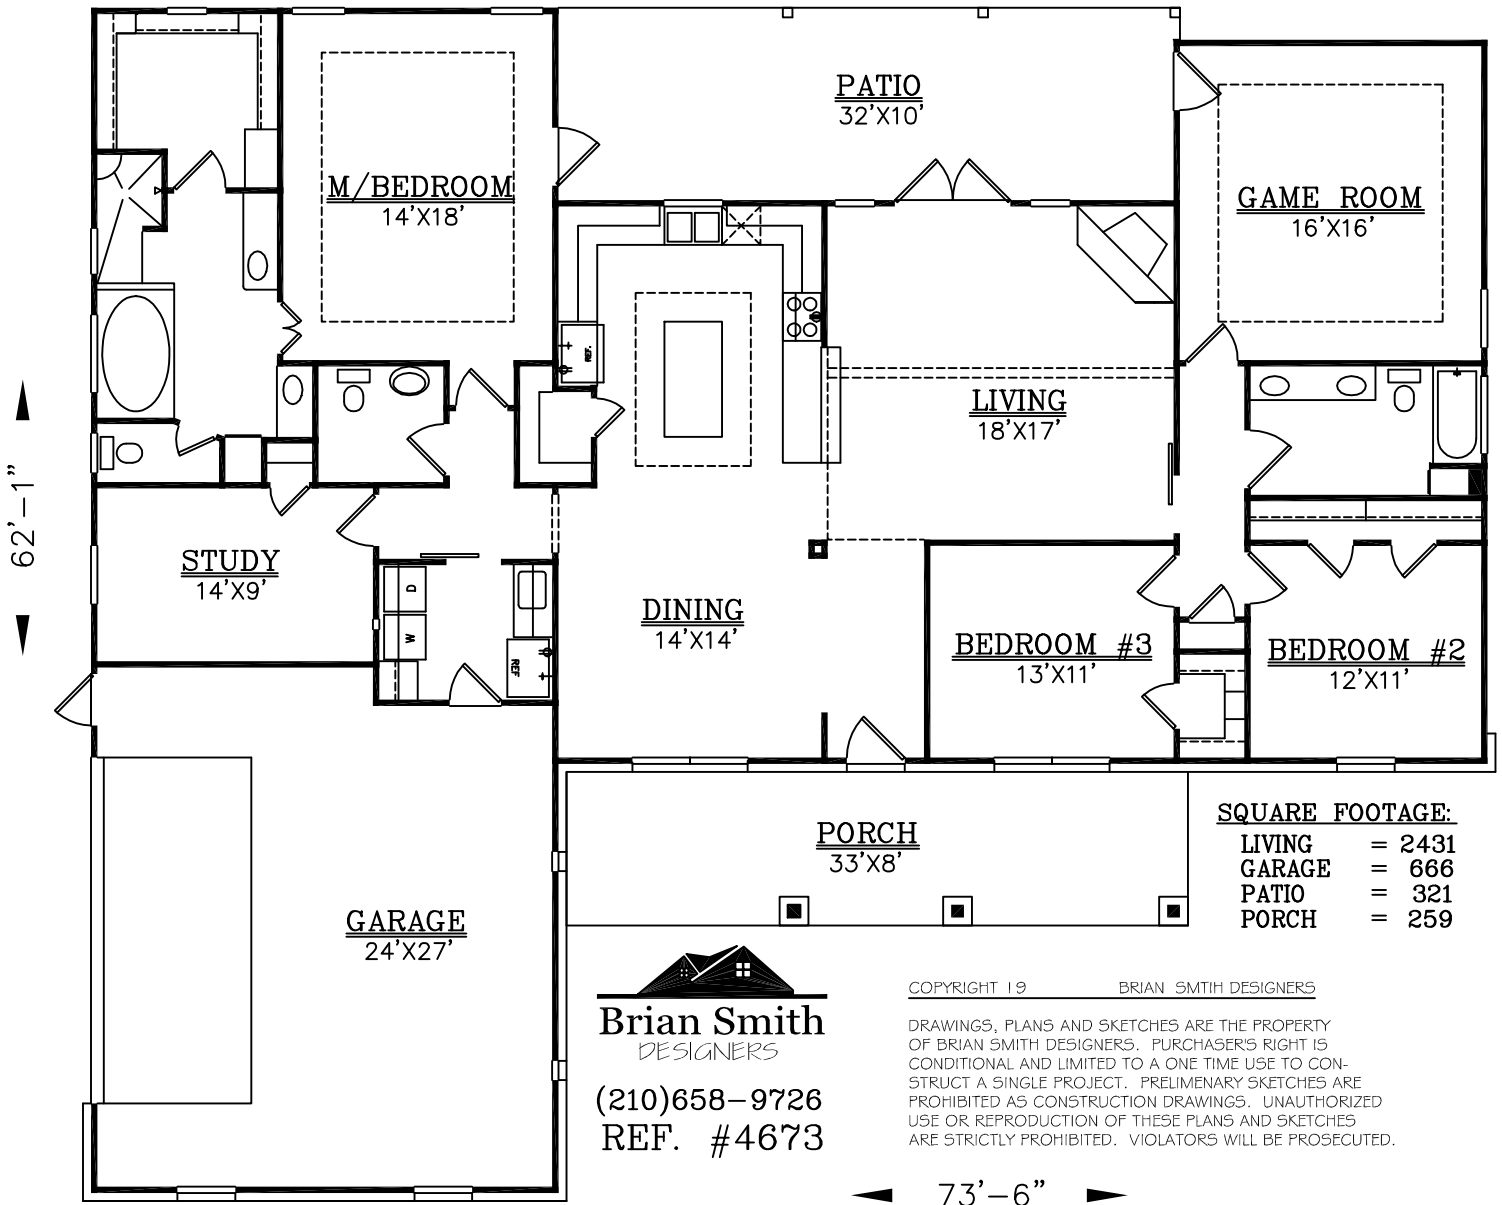 PATIO
32'X10'
M/BEDROOM
14'X18'
GAME ROOM
16'X16'
REF.
LIVING
18'X17'
62'-1"
STUDY
14'X9'
D
W
REF
DINING
14'X14'
BEDROOM #3
13'X11'
BEDROOM #2
12'X11'
PORCH
33'X8'
SQUARE FOOTAGE:
LIVING = 2431
GARAGE = 666
PATIO = 321
PORCH = 259
GARAGE
24'X27'
Brian Smith
DESIGNERS
(210)658-9726
REF. #4673
COPYRIGHT 19 BRIAN SMTIH DESIGNERS
DRAWINGS, PLANS AND SKETCHES ARE THE PROPERTY
OF BRIAN SMITH DESIGNERS. PURCHASER'S RIGHT IS
CONDITIONAL AND LIMITED TO A ONE TIME USE TO CON-
STRUCT A SINGLE PROJECT. PRELIMENARY SKETCHES ARE
PROHIBITED AS CONSTRUCTION DRAWINGS. UNAUTHORIZED
USE OR REPRODUCTION OF THESE PLANS AND SKETCHES
ARE STRICTLY PROHIBITED. VIOLATORS WILL BE PROSECUTED.
73'-6"